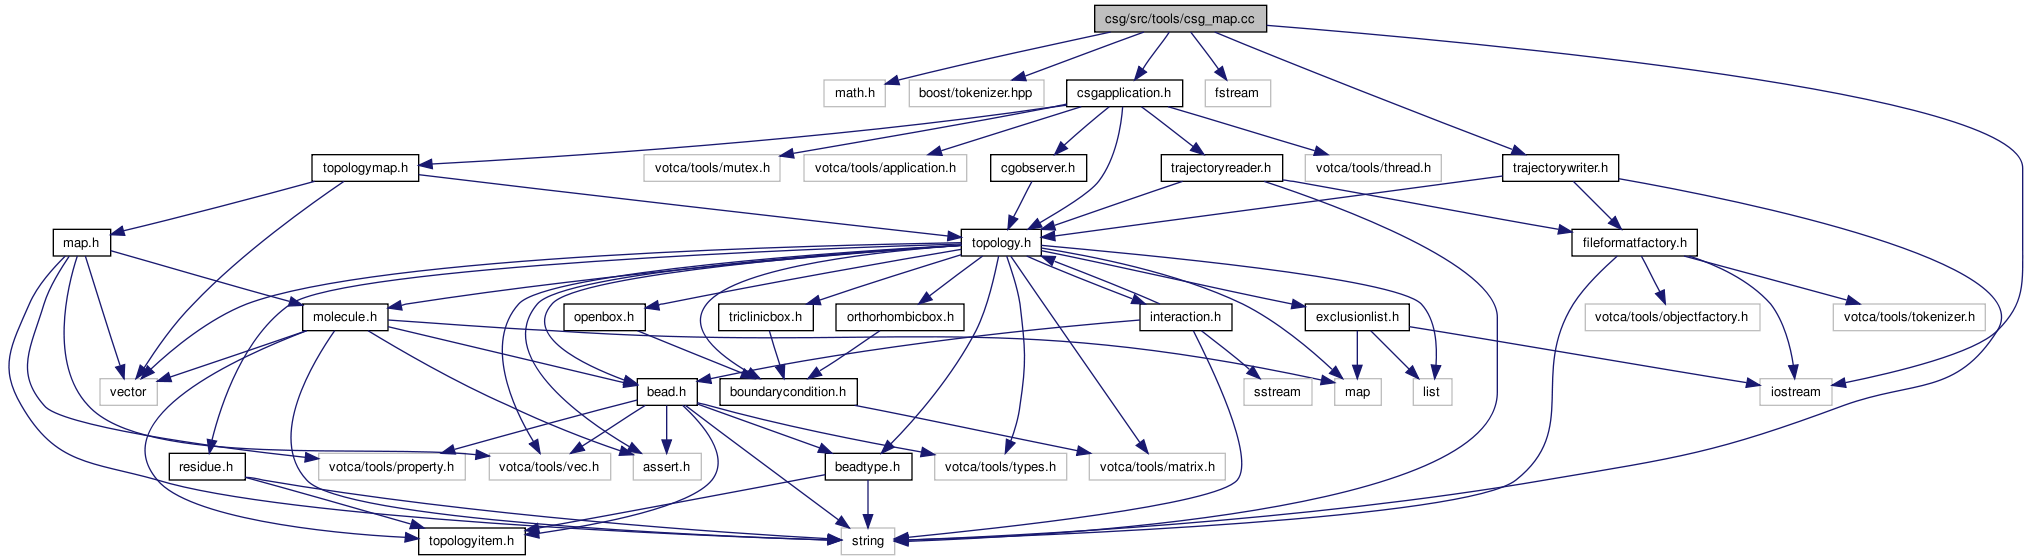 csg/src/tools/csg_map.cc
math.h
boost/tokenizer.hpp
csgapplication.h
fstream
topologymap.h
votca/tools/mutex.h
votca/tools/application.h
cgobserver.h
trajectoryreader.h
votca/tools/thread.h
trajectorywriter.h
map.h
topology.h
fileformatfactory.h
molecule.h
openbox.h
triclinicbox.h
orthorhombicbox.h
interaction.h
exclusionlist.h
votca/tools/objectfactory.h
votca/tools/tokenizer.h
vector
bead.h
boundarycondition.h
sstream
map
list
iostream
residue.h
votca/tools/property.h
votca/tools/vec.h
assert.h
beadtype.h
votca/tools/types.h
votca/tools/matrix.h
topologyitem.h
string